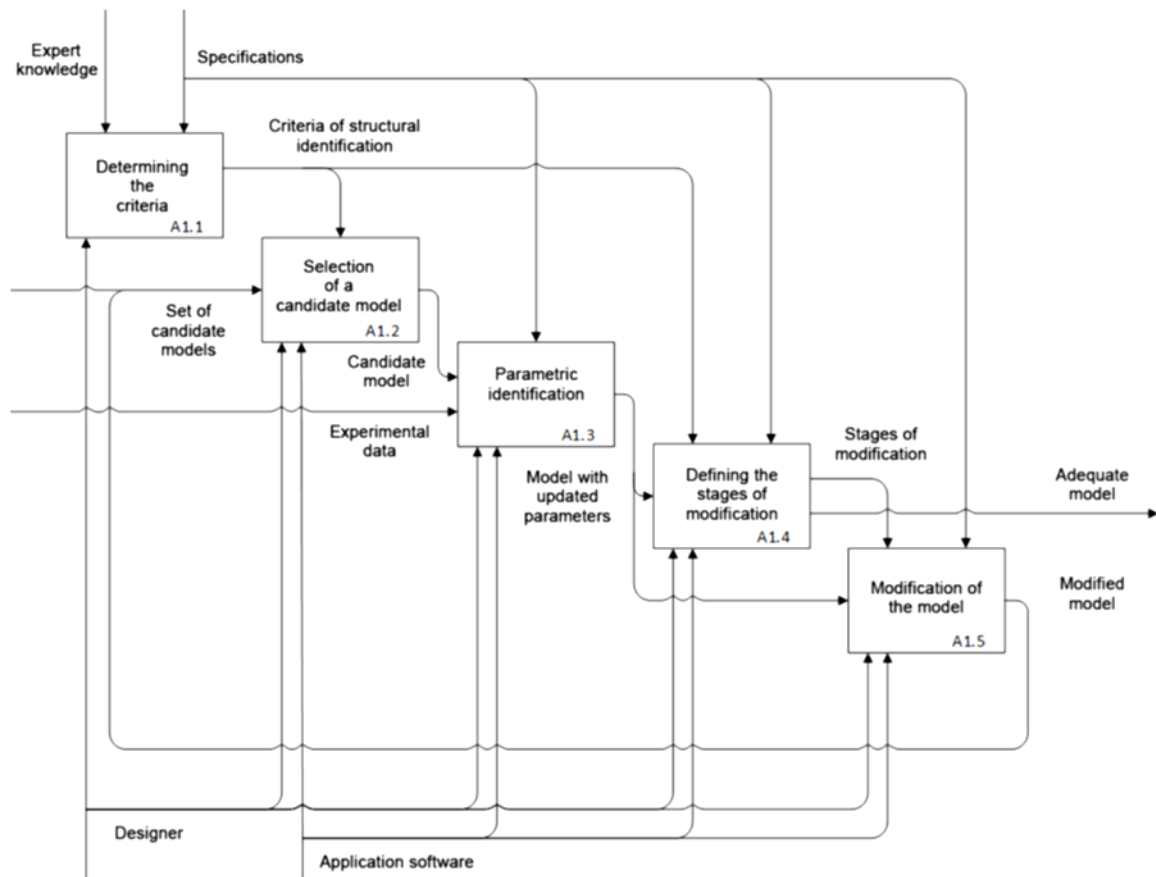 Expert
knowledge
Specifications
Criteria of structural
identification
Determining
the
criteria
A1.1
Selection
of a
candidate model
A1.2
Set of
candidate
models
Candidate
model
Parametric
identification
A1.3
Experimental
data
Model with
updated
parameters
Defining the
stages of
modification
A1.4
Stages of
modification
Adequate
model
Modification of
the model
A1.5
Modified
model
Designer
Application software